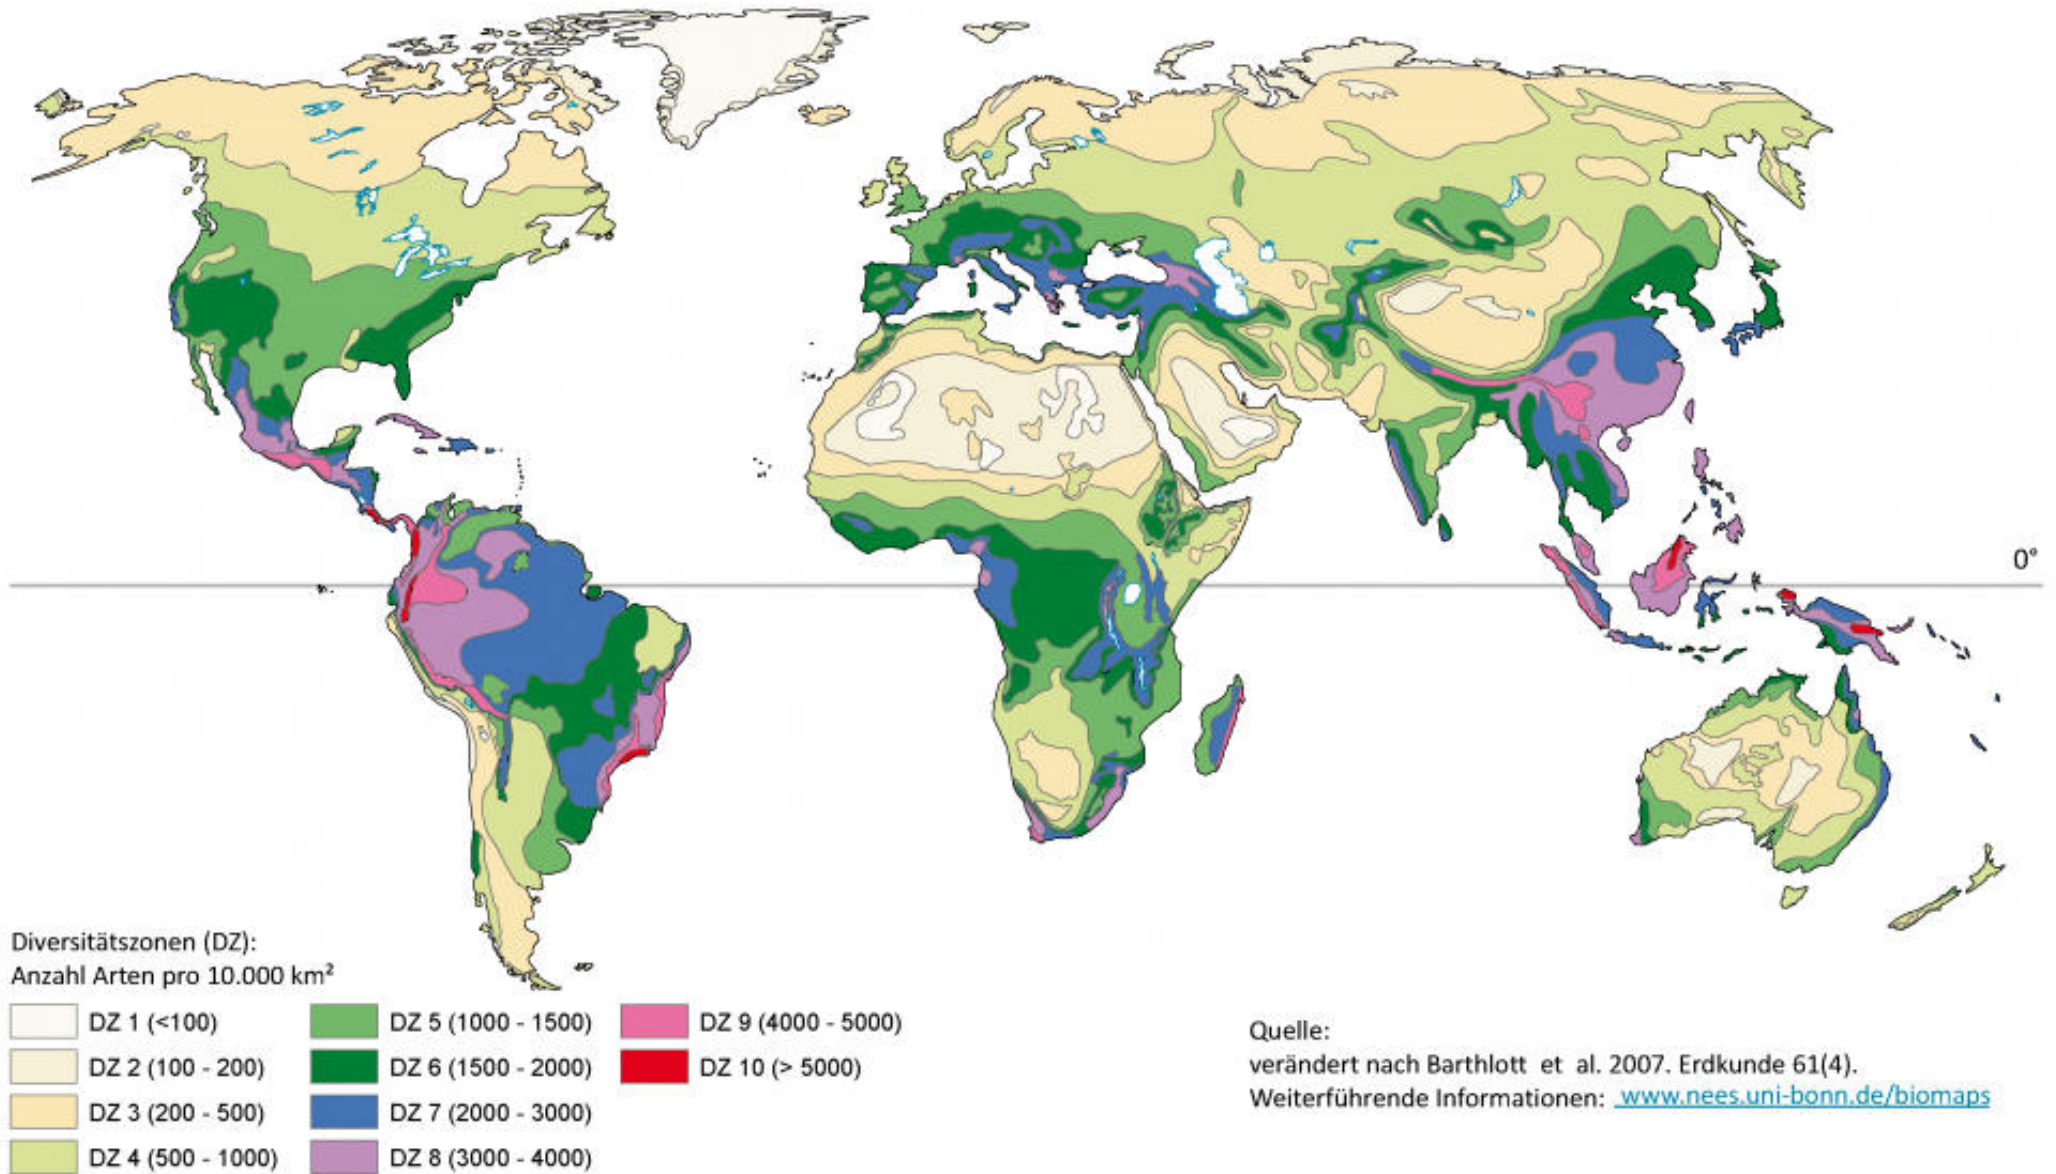 0°
Diversitätszonen (DZ):
Anzahl Arten pro 10.000 km²
DZ 1 (<100)
DZ 2 (100 - 200)
DZ 3 (200 - 500)
DZ 4 (500 - 1000)
DZ 5 (1000 - 1500)
DZ 6 (1500 - 2000)
DZ 7 (2000 - 3000)
DZ 8 (3000 - 4000)
DZ 9 (4000 - 5000)
DZ 10 (> 5000)
Quelle:
verändert nach Barthlott et al. 2007. Erdkunde 61(4).
Weiterführende Informationen: www.nees.uni-bonn.de/biomaps